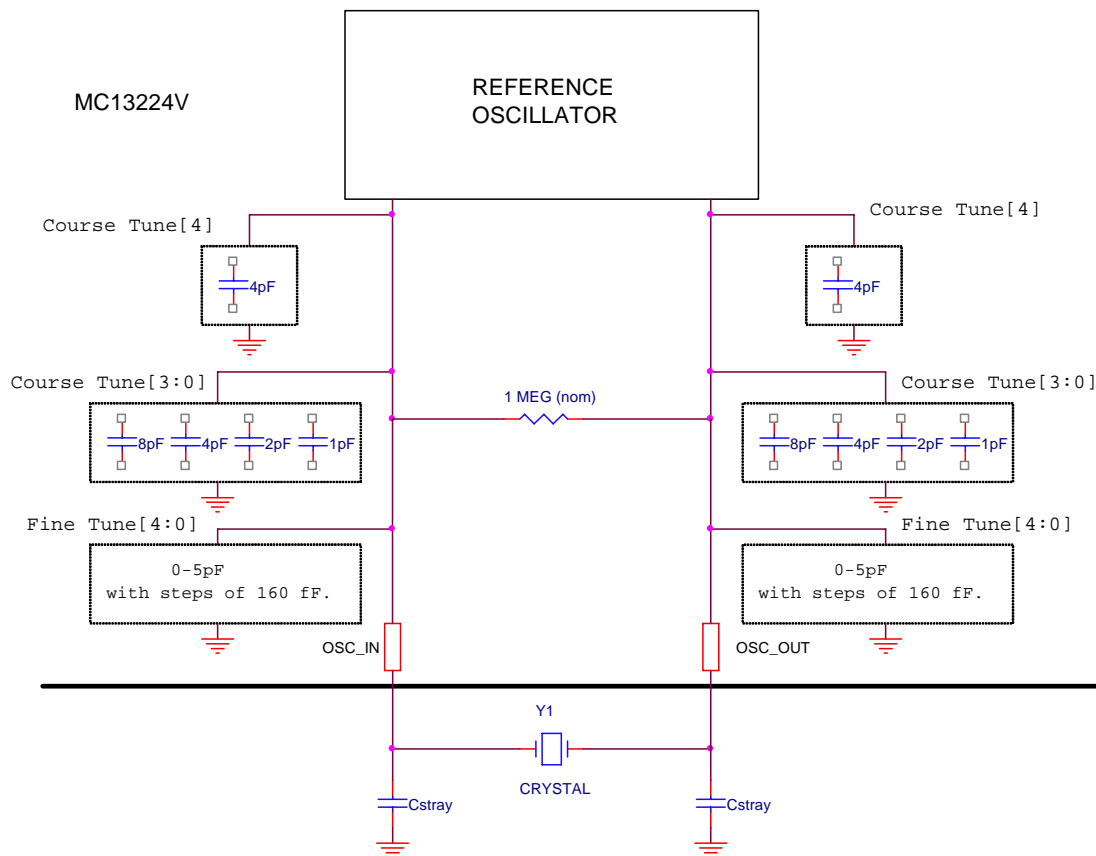 MC13224V
REFERENCE
OSCILLATOR
Course Tune[4]
Course Tune[4]
4pF
4pF
Course Tune[3:0]
Course Tune[3:0]
1 MEG (nom)
8pF
4pF
2pF
1pF
8pF
4pF
2pF
1pF
Fine Tune[4:0]
Fine Tune[4:0]
0-5pF
with steps of 160 fF.
0-5pF
with steps of 160 fF.
OSC_IN
OSC_OUT
Y1
CRYSTAL
Cstray
Cstray